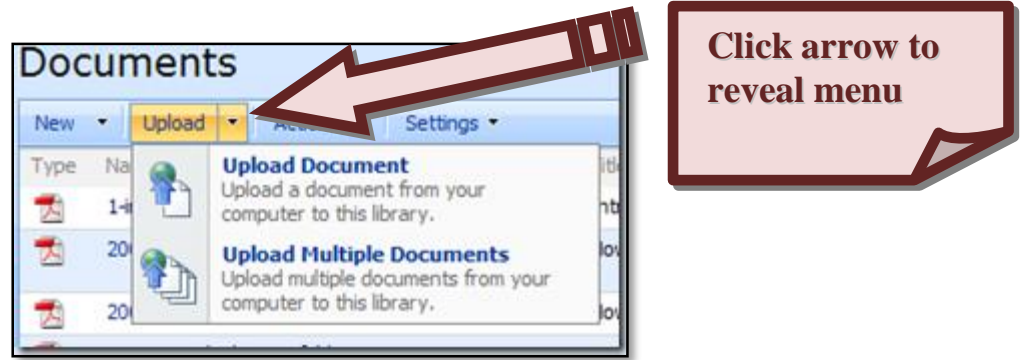 Documents
Click arrow to
reveal menu
New Upload Settings
Type
Upload Document
Upload a document from your
computer to this library.
Upload Multiple Documents
Upload multiple documents from your
computer to this library.